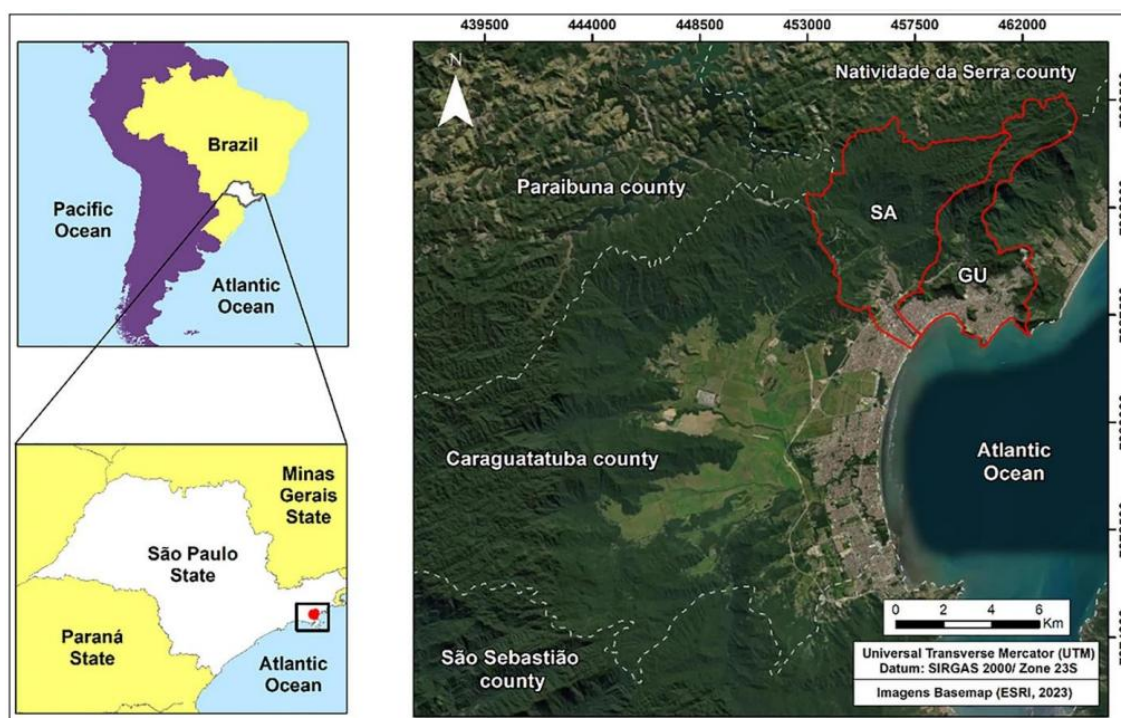 Brazil
Pacific
Ocean
Atlantic
Ocean
Minas
Gerais
State
São Paulo
State
Paraná
State
Atlantic
Ocean
439500 444000 448500 453000 457500 462000
N
Natividade da Serra county
Paraibuna county
SA
GU
Caraguatatuba county
Atlantic
Ocean
São Sebastião
county
0 2 4 6
Km
Universal Transverse Mercator (UTM)
Datum: SIRGAS 2000/ Zone 23S
Imagens Basemap (ESRI, 2023)